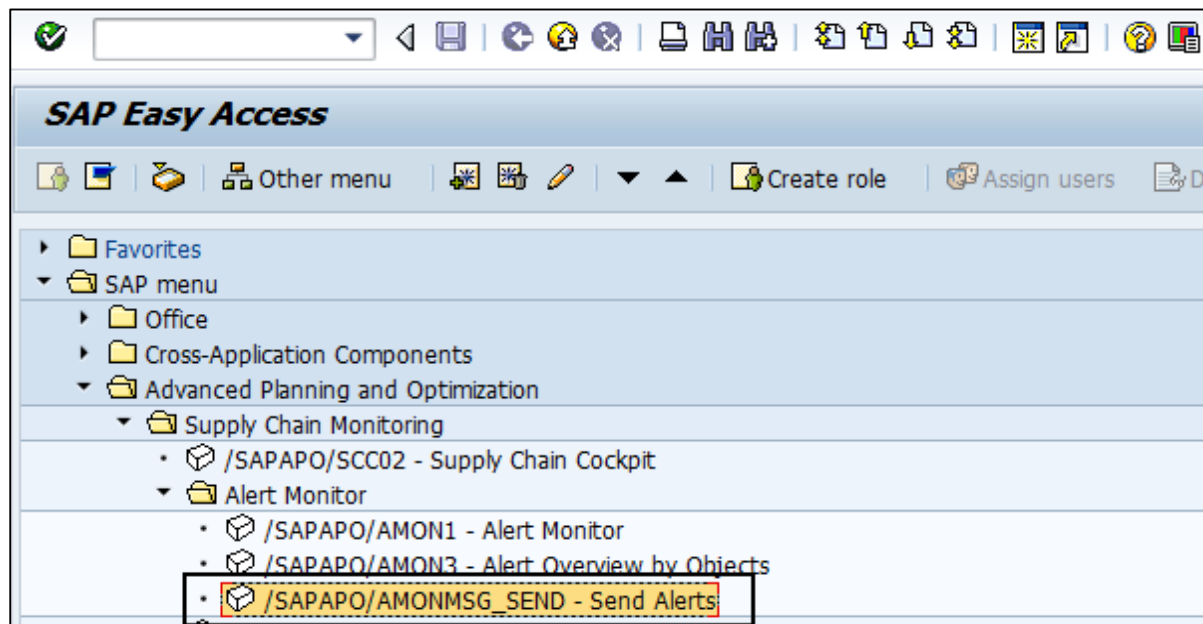 SAP Easy Access
Other menu Create role Assign users D
Favorites
SAP menu
Office
Cross-Application Components
Advanced Planning and Optimization
Supply Chain Monitoring
/SAPAPO/SCC02 - Supply Chain Cockpit
Alert Monitor
/SAPAPO/AMON1 - Alert Monitor
/SAPAPO/AMON3 - Alert Overview by Objects
/SAPAPO/AMONMSG_SEND - Send Alerts